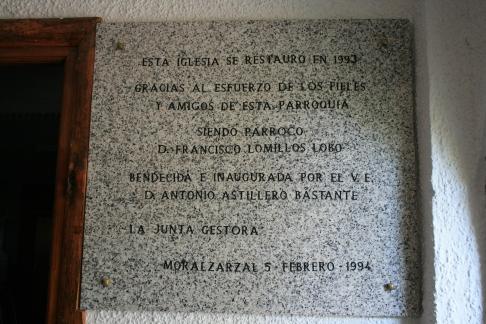 ESTA IGLESIA SE RESTAURO EN 1993
GRACIAS AL ESFUERZO DE LOS FIELES
Y AMIGOS DE ESTA PARROQUIA
SIENDO PARROCO
D. FRANCISCO LOMILLOS LOBO
BENDECIDA E INAUGURADA POR EL V. E.
D. ANTONIO ASTILLERO BASTANTE
LA JUNTA GESTORA
MORALZARZAL 5 - FEBRERO - 1994